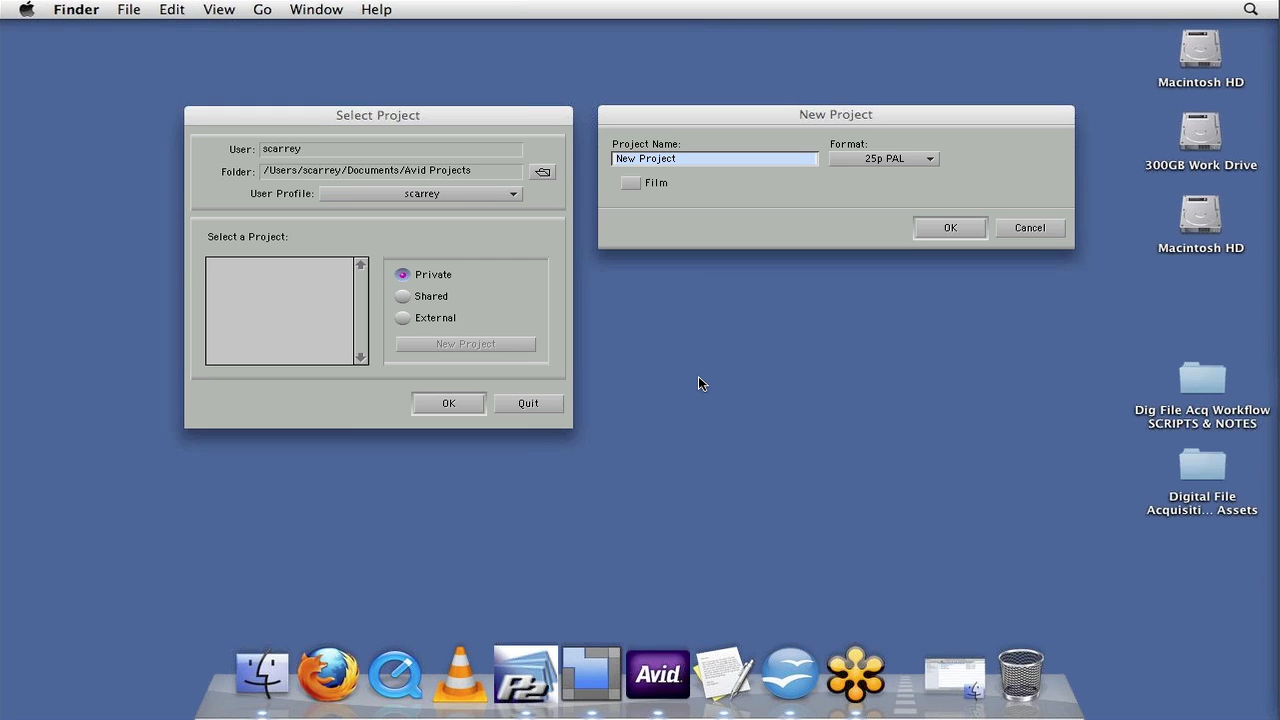 Finder File Edit View Go Window Help
Macintosh HD
300GB Work Drive
Macintosh HD
Dig File Acq Workflow
SCRIPTS & NOTES
Digital File
Acquisiti... Assets
Select Project
User: scarrey
Folder: /Users/scarrey/Documents/Avid Projects
User Profile: scarrey
Select a Project:
Private
Shared
External
New Project
OK Quit
New Project
Project Name: Format:
New Project 25p PAL
Film
OK Cancel
P2
Avid